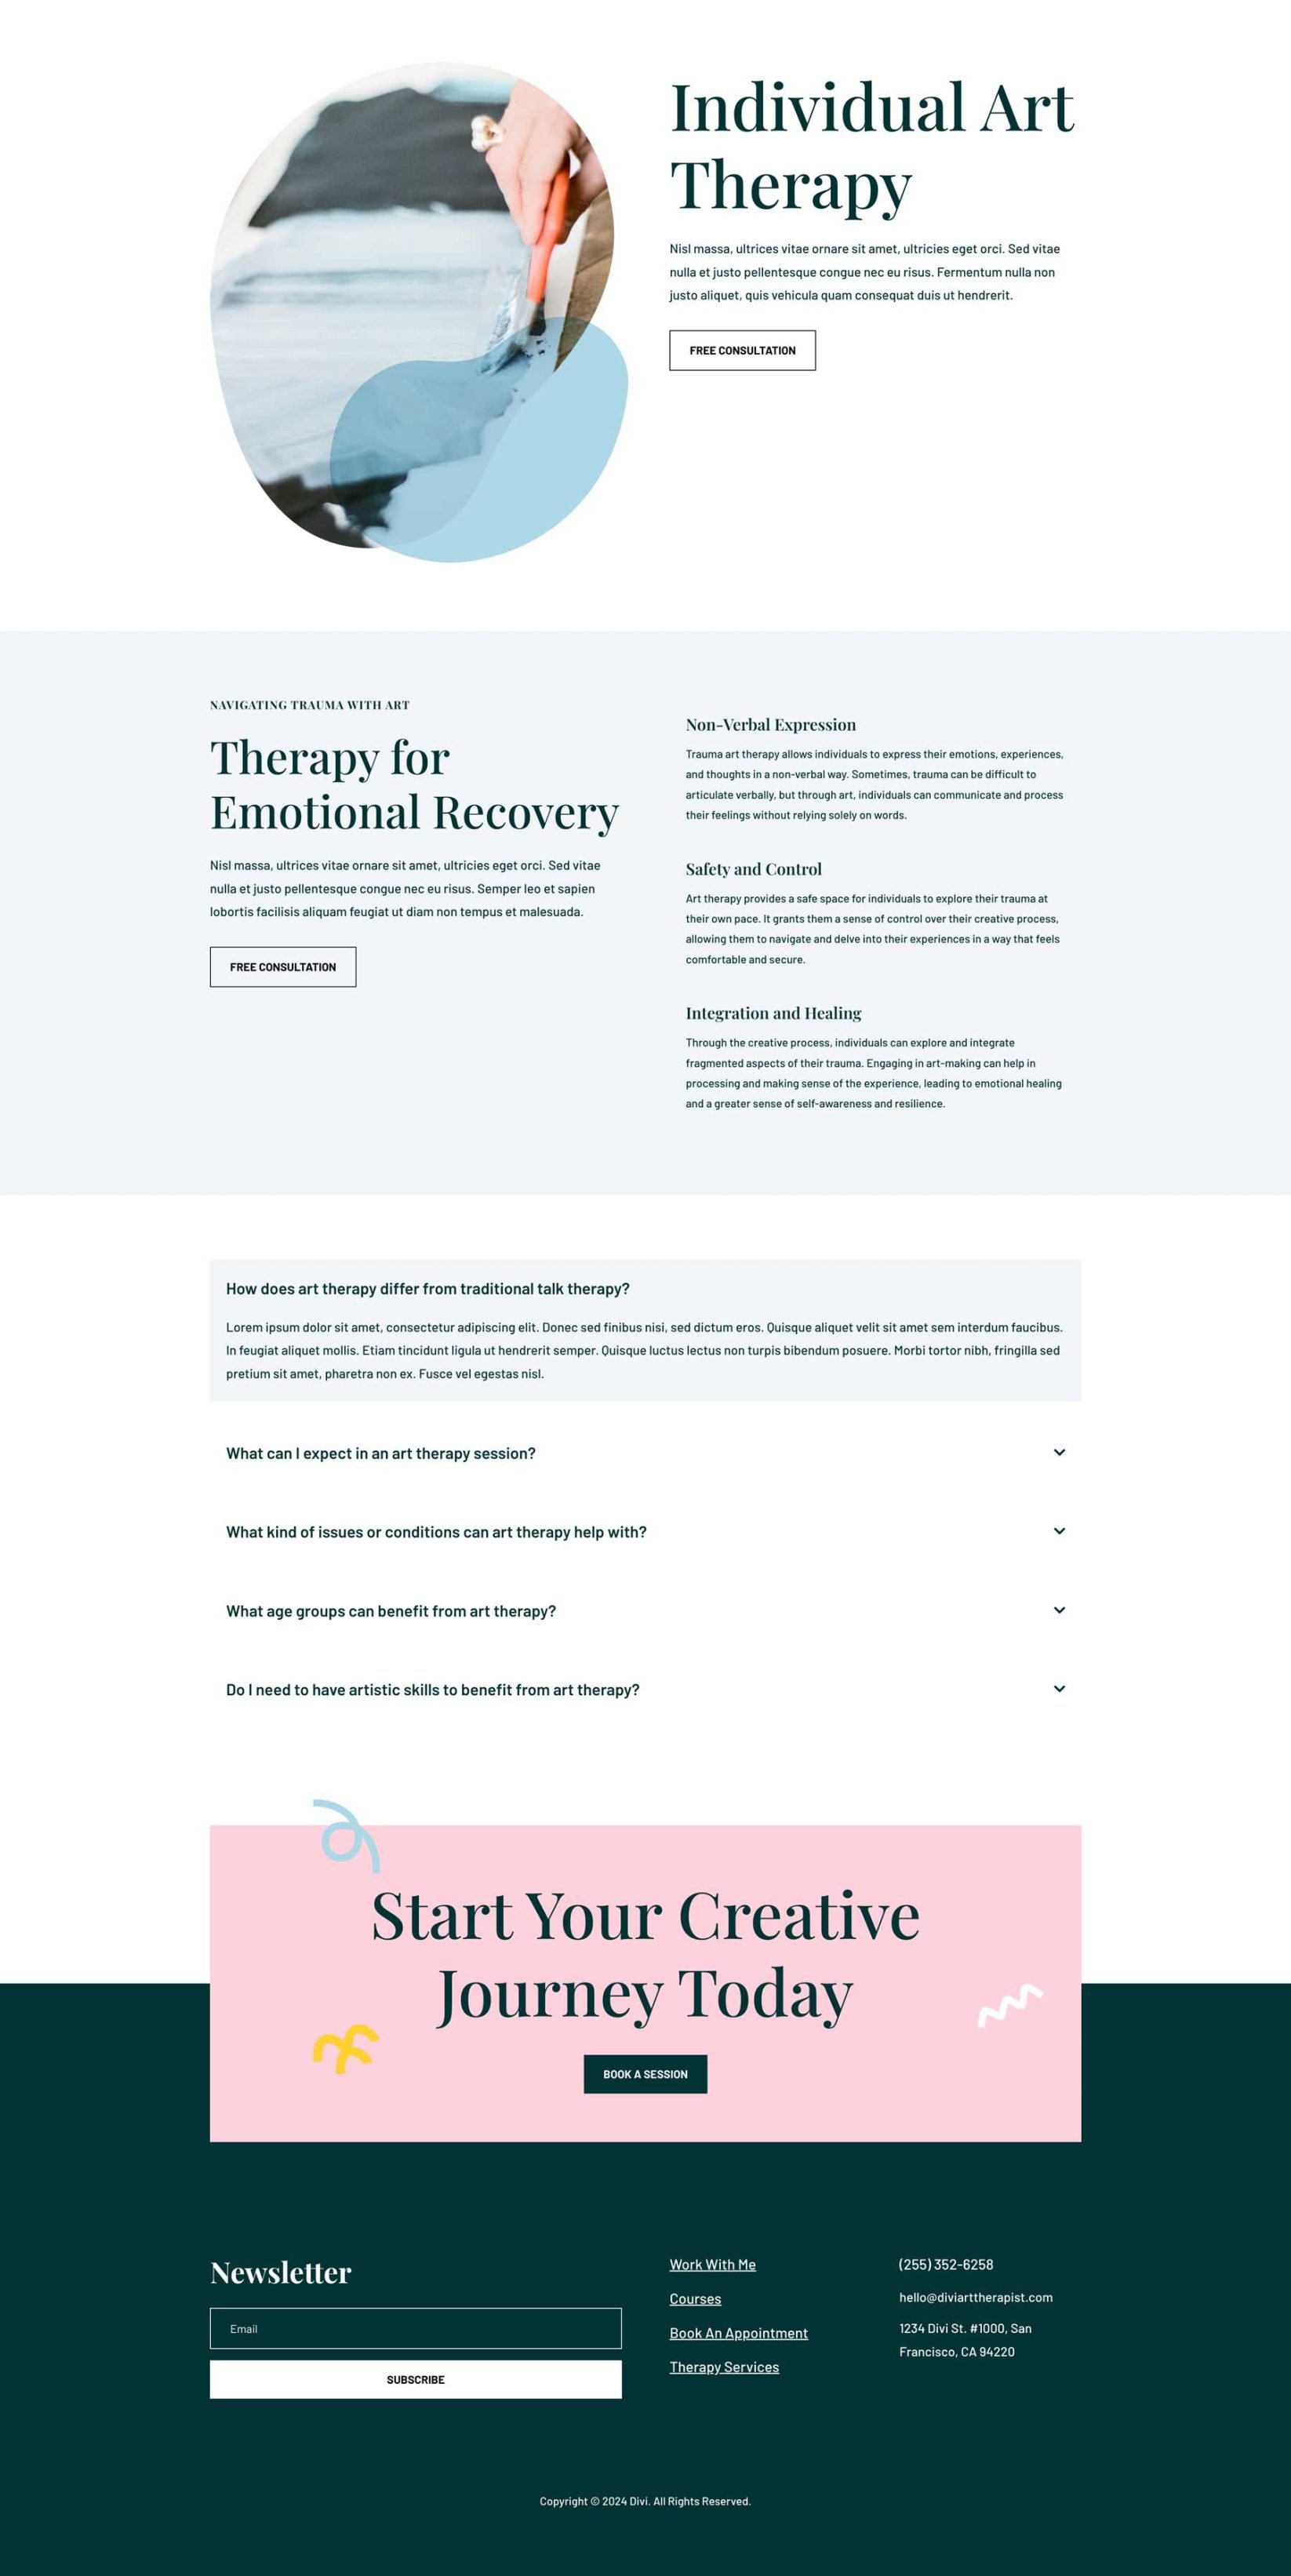 Individual Art
Therapy
Nisl massa, ultrices vitae ornare sit amet, ultricies eget orci. Sed vitae
nulla et justo pellentesque congue nec eu risus. Fermentum nulla non
justo aliquet, quis vehicula quam consequat duis ut hendrerit.
FREE CONSULTATION
NAVIGATING TRAUMA WITH ART
Therapy for
Emotional Recovery
Nisl massa, ultrices vitae ornare sit amet, ultricies eget orci. Sed vitae
nulla et justo pellentesque congue nec eu risus. Semper leo et sapien
lobortis facilisis aliquam feugiat ut diam non tempus et malesuada.
FREE CONSULTATION
Non-Verbal Expression
Trauma art therapy allows individuals to express their emotions, experiences,
and thoughts in a non-verbal way. Sometimes, trauma can be difficult to
articulate verbally, but through art, individuals can communicate and process
their feelings without relying solely on words.
Safety and Control
Art therapy provides a safe space for individuals to explore their trauma at
their own pace. It grants them a sense of control over their creative process,
allowing them to navigate and delve into their experiences in a way that feels
comfortable and secure.
Integration and Healing
Through the creative process, individuals can explore and integrate
fragmented aspects of their trauma. Engaging in art-making can help in
processing and making sense of the experience, leading to emotional healing
and a greater sense of self-awareness and resilience.
How does art therapy differ from traditional talk therapy?
Lorem ipsum dolor sit amet, consectetur adipiscing elit. Donec sed finibus nisi, sed dictum eros. Quisque aliquet velit sit amet sem interdum faucibus.
In feugiat aliquet mollis. Etiam tincidunt ligula ut hendrerit semper. Quisque luctus lectus non turpis bibendum posuere. Morbi tortor nibh, fringilla sed
pretium sit amet, pharetra non ex. Fusce vel egestas nisl.
What can I expect in an art therapy session?
What kind of issues or conditions can art therapy help with?
What age groups can benefit from art therapy?
Do I need to have artistic skills to benefit from art therapy?
Start Your Creative
Journey Today
BOOK A SESSION
Newsletter
Email
SUBSCRIBE
Work With Me
Courses
Book An Appointment
Therapy Services
(255) 352-6258
hello@diviarttherapist.com
1234 Divi St. #1000, San
Francisco, CA 94220
Copyright © 2024 Divi. All Rights Reserved.